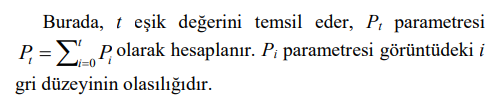 Burada, t eşik değerini temsil eder, Pₜ parametresi
Pₜ = ∑ᵗᵢ₌₀ Pᵢ olarak hesaplanır. Pᵢ parametresi görüntüdeki i
gri düzeyinin olasılığıdır.